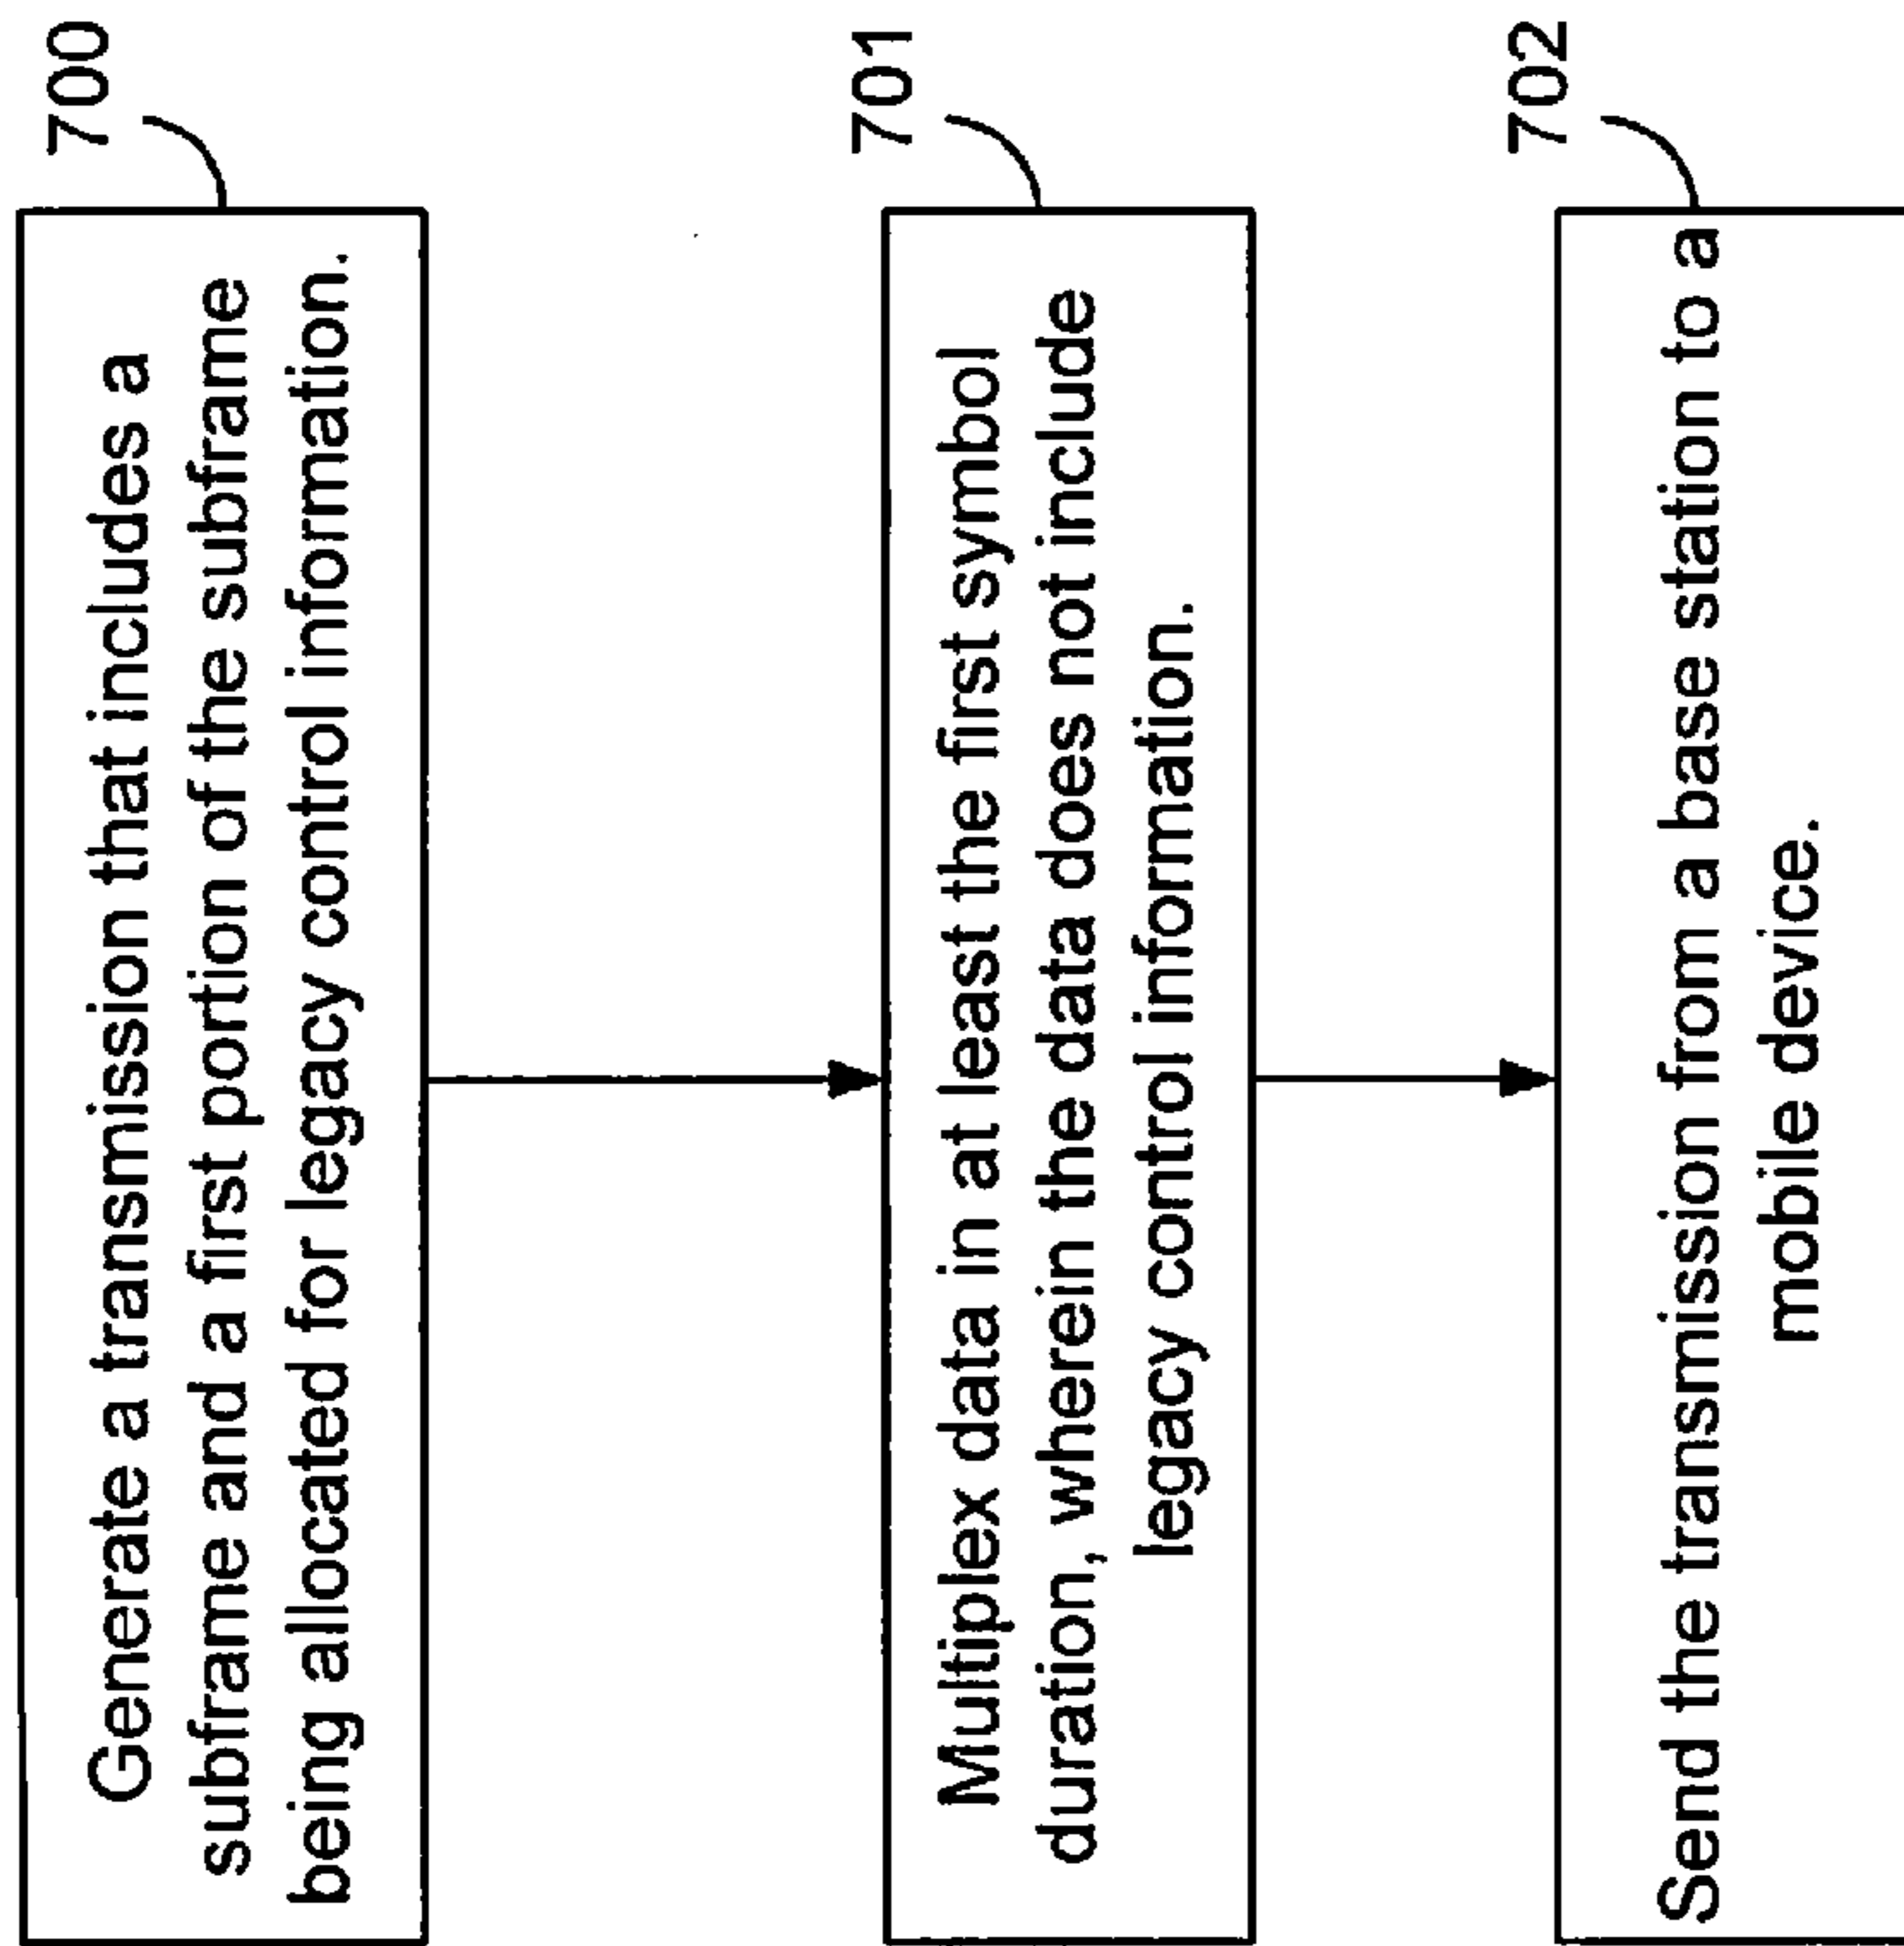 700
Generate a transmission that includes a
subframe and a first portion of the subframe
being allocated for legacy control information.
701
Multiplex data in at least the first symbol
duration, wherein the data does not include
legacy control information.
702
Send the transmission from a base station to a
mobile device.